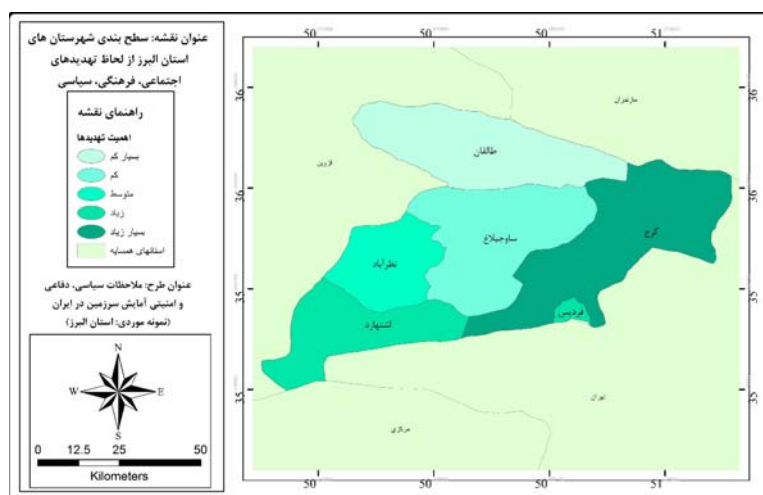 عنوان نقشه: سطح بندی شهرستان های
استان البرز از لحاظ تهدیدهای
اجتماعی، فرهنگی، سیاسی
راهنمای نقشه
اهمیت تهدیدها
بسیار کم
کم
متوسط
زیاد
بسیار زیاد
استانهای همسایه
عنوان طرح: ملاحظات سیاسی، دفاعی
و امنیتی آمایش سرزمین در ایران
(نمونه موردی: استان البرز)
N
W E
S
0 12.5 25 50
Kilometers
50 50 50 51
36
36
35
35
36
36
35
35
مازندران
طالقان
قزوین
کرج
ساوجبلاغ
نظرآباد
فردیس
اشتهارد
تهران
مرکزی
50 50 50 51